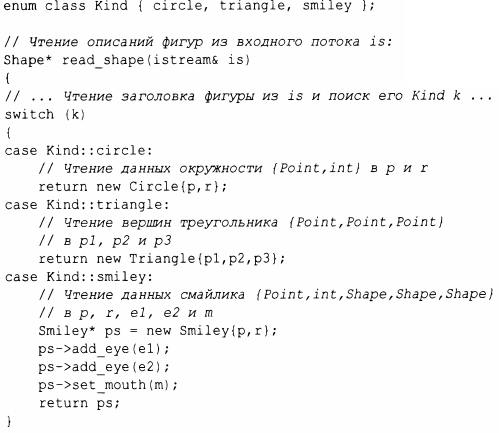 enum class Kind { circle, triangle, smiley };
// Чтение описаний фигур из входного потока is:
Shape* read_shape(istream& is)
{
// ... Чтение заголовка фигуры из is и поиск его Kind k ...
switch (k)
{
case Kind::circle:
// Чтение данных окружности {Point,int} в p и r
return new Circle{p,r};
case Kind::triangle:
// Чтение вершин треугольника {Point,Point,Point}
// в p1, p2 и p3
return new Triangle{p1,p2,p3};
case Kind::smiley:
// Чтение данных смайлика {Point,int,Shape,Shape,Shape}
// в p, r, e1, e2 и m
Smiley* ps = new Smiley{p,r};
ps->add_eye(e1);
ps->add_eye(e2);
ps->set_mouth(m);
return ps;
}